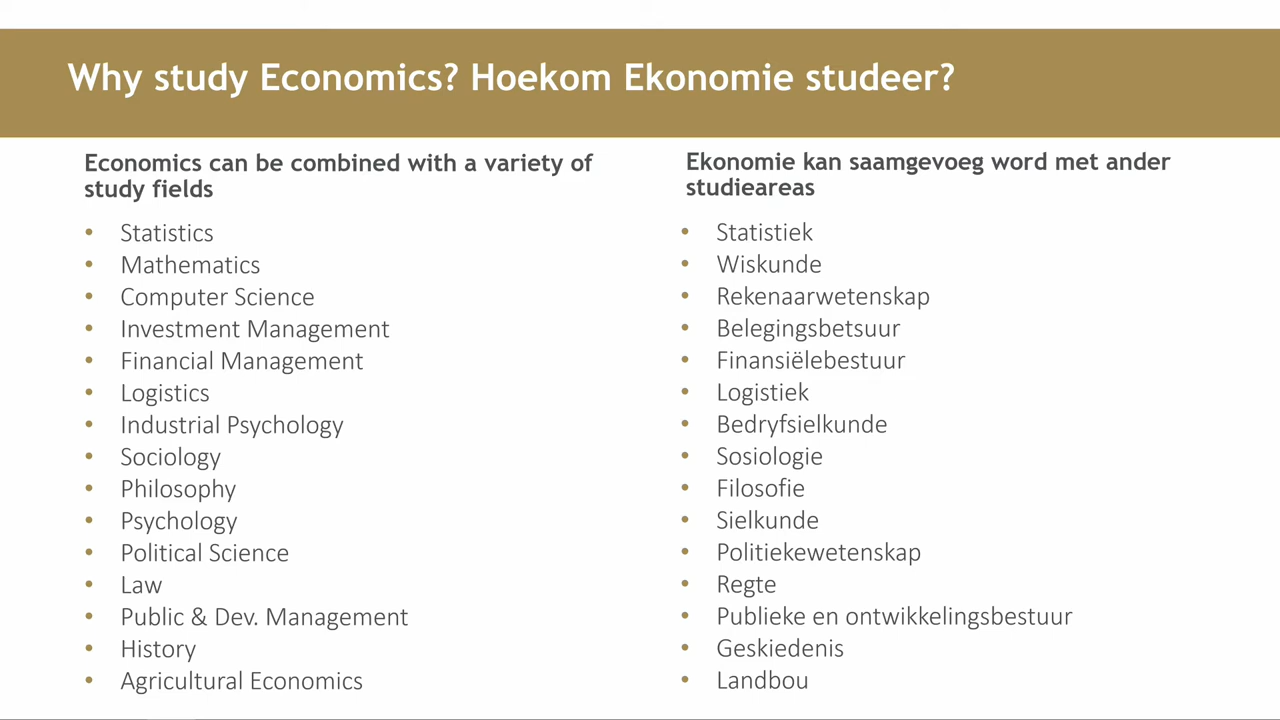 Why study Economics? Hoekom Ekonomie studeer?
Economics can be combined with a variety of
study fields
• Statistics
• Mathematics
• Computer Science
• Investment Management
• Financial Management
• Logistics
• Industrial Psychology
• Sociology
• Philosophy
• Psychology
• Political Science
• Law
• Public & Dev. Management
• History
• Agricultural Economics
Ekonomie kan saamgevoeg word met ander
studieareas
• Statistiek
• Wiskunde
• Rekenaarwetenskap
• Belegingsbetsuur
• Finansiëlebestuur
• Logistiek
• Bedryfsielkunde
• Sosiologie
• Filosofie
• Sielkunde
• Politiekewetenskap
• Regte
• Publieke en ontwikkelingsbestuur
• Geskiedenis
• Landbou